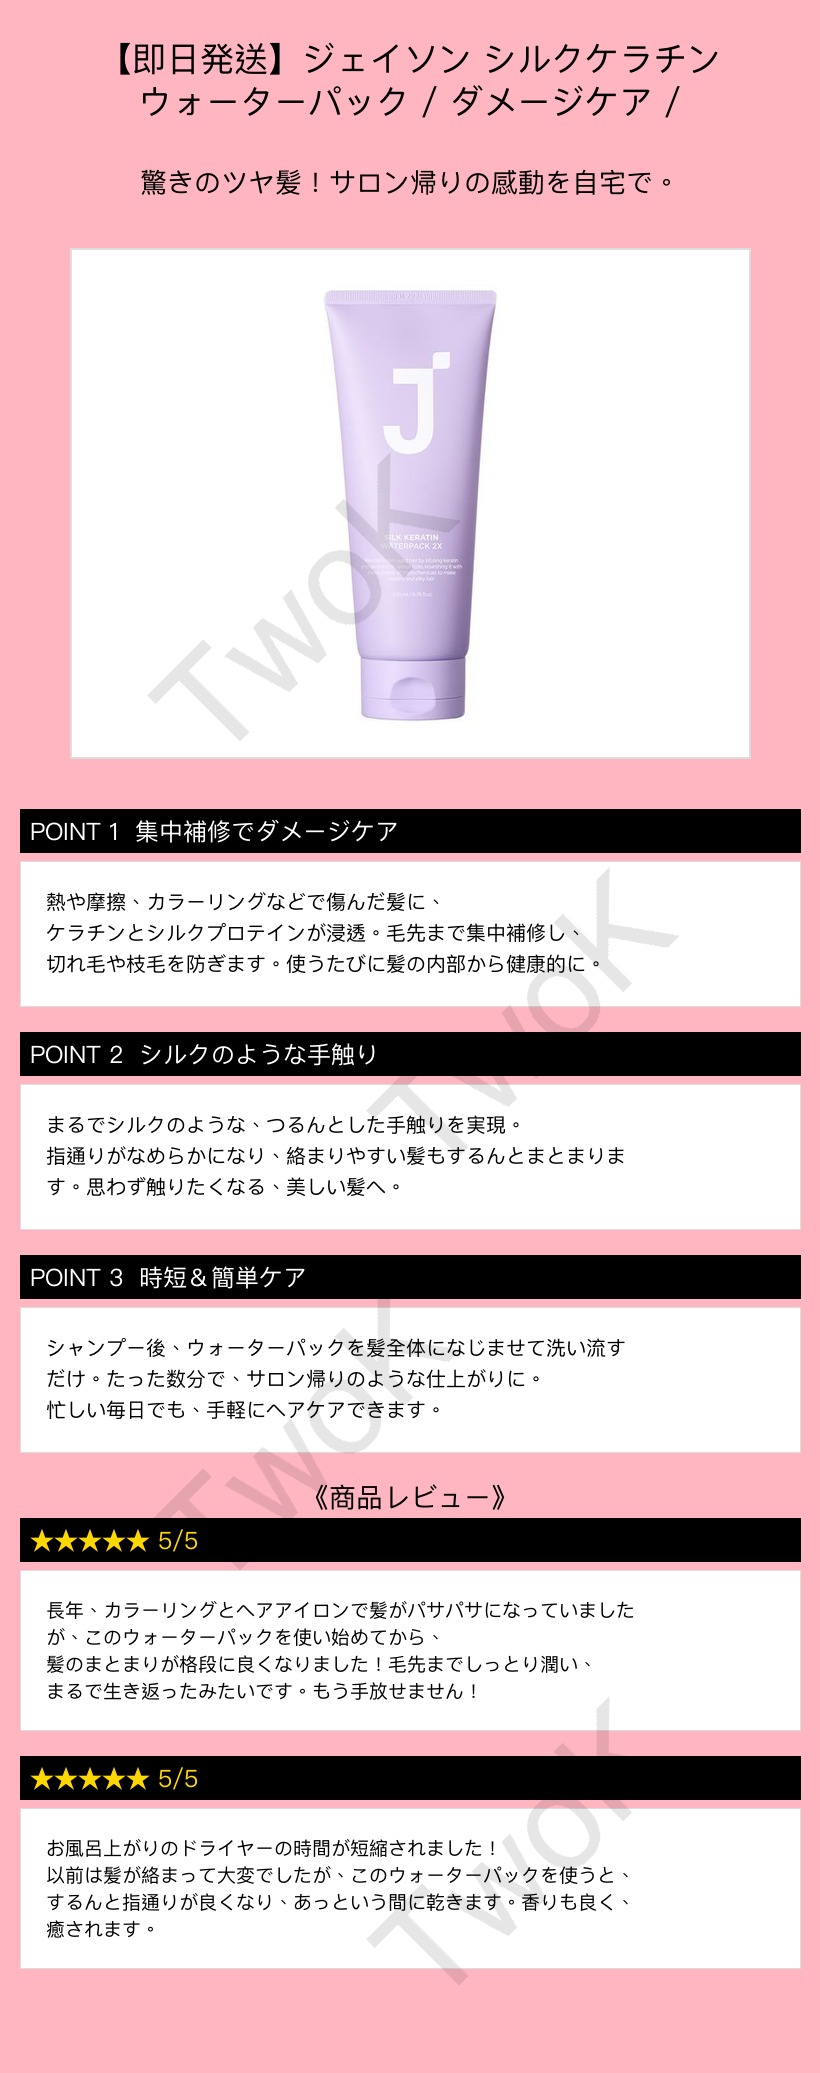 【即日発送】ジェイソン シルクケラチン
ウォーターパック / ダメージケア /
驚きのツヤ髪！サロン帰りの感動を自宅で。
J
SILK KERATIN
WATERPACK 2X
TwoK
POINT 1 集中補修でダメージケア
熱や摩擦、カラーリングなどで傷んだ髪に、
ケラチンとシルクプロテインが浸透。毛先まで集中補修し、
切れ毛や枝毛を防ぎます。使うたびに髪の内部から健康的に。
TwoK
POINT 2 シルクのような手触り
まるでシルクのような、つるんとした手触りを実現。
指通りがなめらかになり、絡まりやすい髪もするんとまとまりま
す。思わず触りたくなる、美しい髪へ。
POINT 3 時短＆簡単ケア
シャンプー後、ウォーターパックを髪全体になじませて洗い流す
だけ。たった数分で、サロン帰りのような仕上がりに。
忙しい毎日でも、手軽にヘアケアできます。
TwoK
《商品レビュー》
★★★★★ 5/5
長年、カラーリングとヘアアイロンで髪がパサパサになっていました
が、このウォーターパックを使い始めてから、
髪のまとまりが格段に良くなりました！毛先までしっとり潤い、
まるで生き返ったみたいです。もう手放せません！
★★★★★ 5/5
お風呂上がりのドライヤーの時間が短縮されました！
以前は髪が絡まって大変でしたが、このウォーターパックを使うと、
するんと指通りが良くなり、あっという間に乾きます。香りも良く、
癒されます。
TwoK